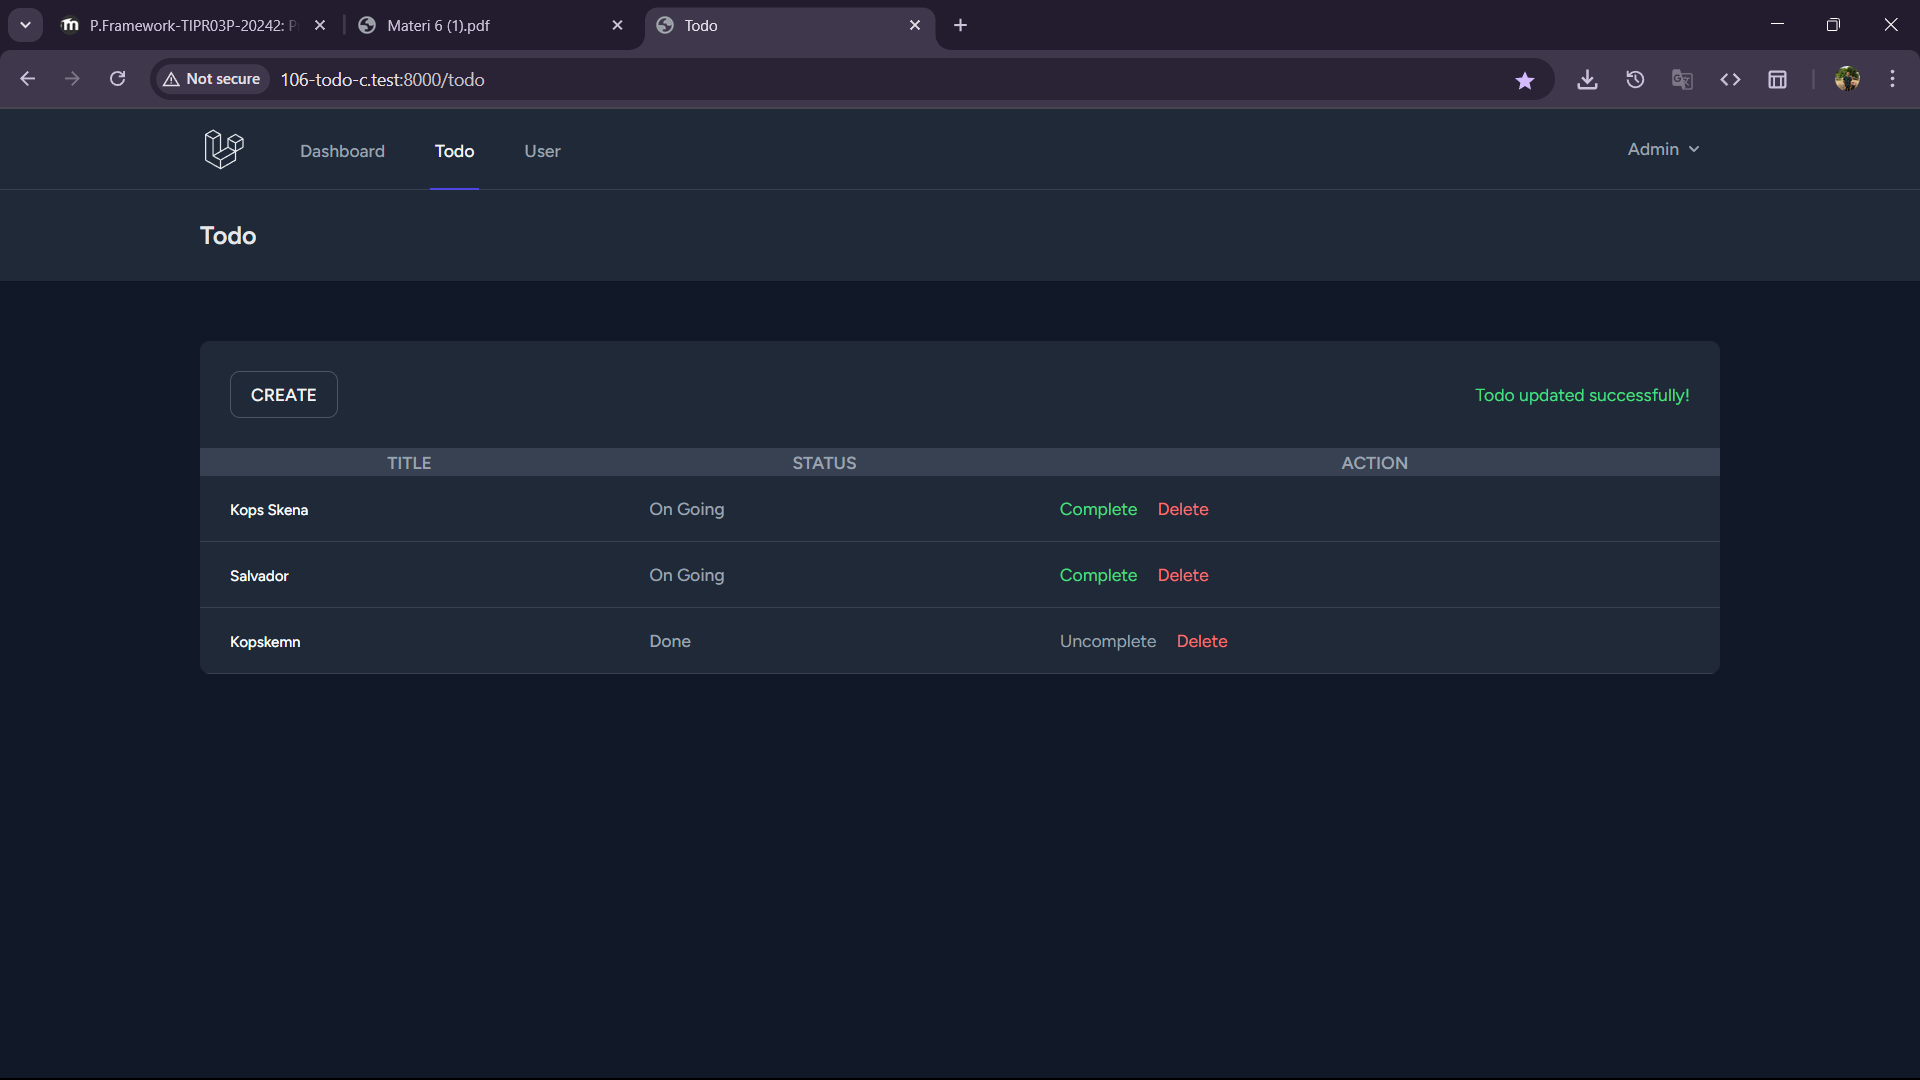 P.Framework-TIPR03P-20242: P
Materi 6 (1).pdf
Todo
Not secure
106-todo-c.test:8000/todo
Dashboard
Todo
User
Admin
Todo
CREATE
Todo updated successfully!
TITLE STATUS ACTION
Kops Skena On Going Complete Delete
Salvador On Going Complete Delete
Kopskemn Done Uncomplete Delete